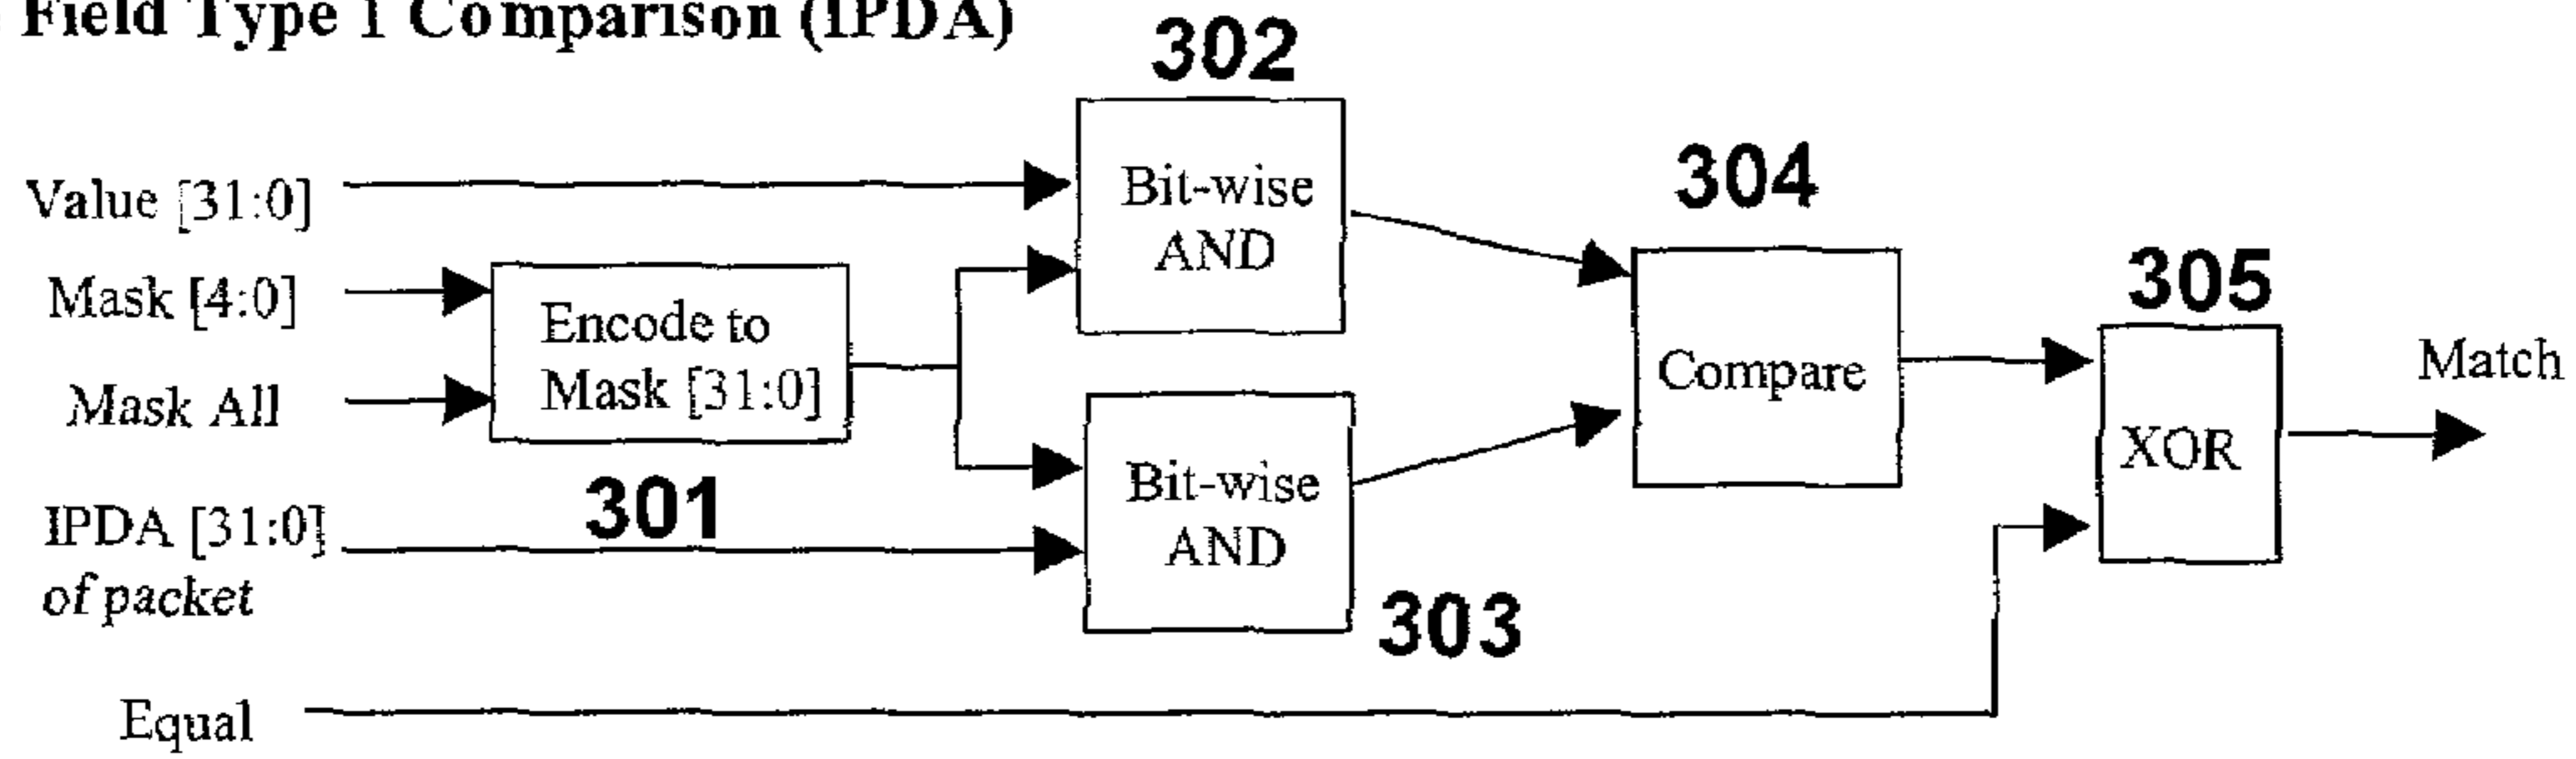 Field Type 1 Comparison (IPDA)
302
Value [31:0]
Bit-wise
AND
304
Mask [4:0]
305
Encode to
Mask [31:0]
Compare
Match
Mask All
XOR
301
Bit-wise
AND
IPDA [31:0]
of packet
303
Equal